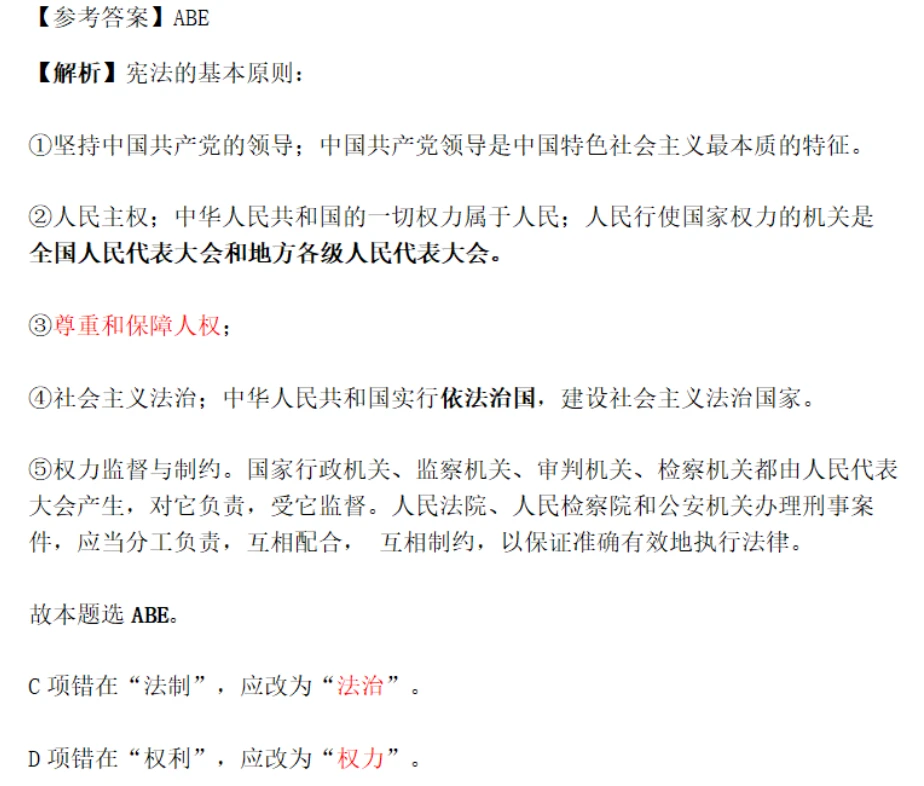 【参考答案】ABE
【解析】宪法的基本原则：
①坚持中国共产党的领导；中国共产党领导是中国特色社会主义最本质的特征。
②人民主权；中华人民共和国的一切权力属于人民；人民行使国家权力的机关是
全国人民代表大会和地方各级人民代表大会。
③尊重和保障人权；
④社会主义法治；中华人民共和国实行依法治国，建设社会主义法治国家。
⑤权力监督与制约。国家行政机关、监察机关、审判机关、检察机关都由人民代表
大会产生，对它负责，受它监督。人民法院、人民检察院和公安机关办理刑事案
件，应当分工负责，互相配合， 互相制约，以保证准确有效地执行法律。
故本题选 ABE。
C 项错在“法制”，应改为“法治”。
D 项错在“权利”，应改为“权力”。